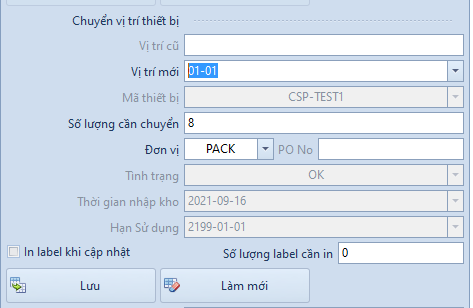 Chuyển vị trí thiết bị
Vị trí cũ
Vị trí mới 01-01
Mã thiết bị CSP-TEST1
Số lượng cần chuyển 8
Đơn vị PACK PO No
Tình trạng OK
Thời gian nhập kho 2021-09-16
Hạn Sử dụng 2199-01-01
In label khi cập nhật Số lượng label cần in 0
Lưu Làm mới